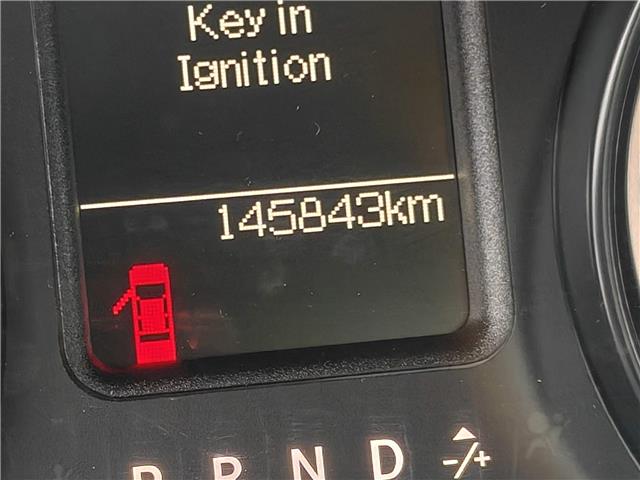 Key in
Ignition
145843km
P R N D -/+